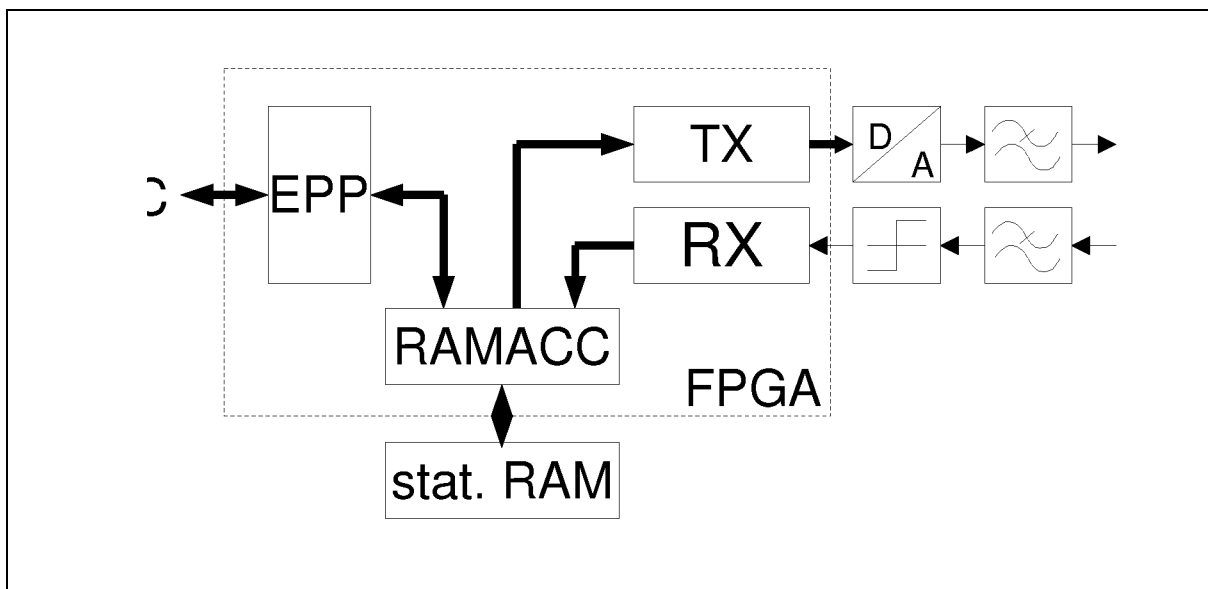 EPP
TX
D
A
C
RX
RAMACC
FPGA
stat. RAM